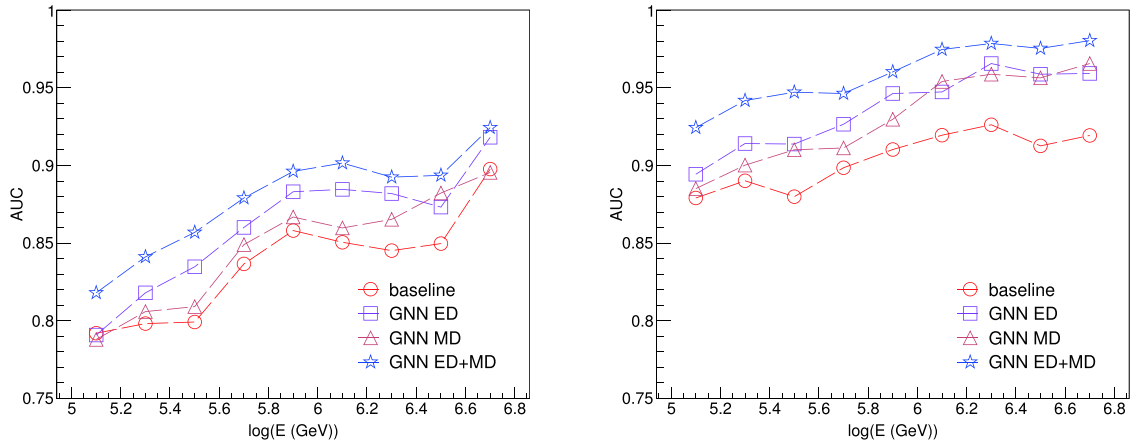 1
0.95
0.9
0.85
0.8
0.75
AUC
5 5.2 5.4 5.6 5.8 6 6.2 6.4 6.6 6.8
log(E (GeV))
baseline
GNN ED
GNN MD
GNN ED+MD
1
0.95
0.9
0.85
0.8
0.75
AUC
5 5.2 5.4 5.6 5.8 6 6.2 6.4 6.6 6.8
log(E (GeV))
baseline
GNN ED
GNN MD
GNN ED+MD